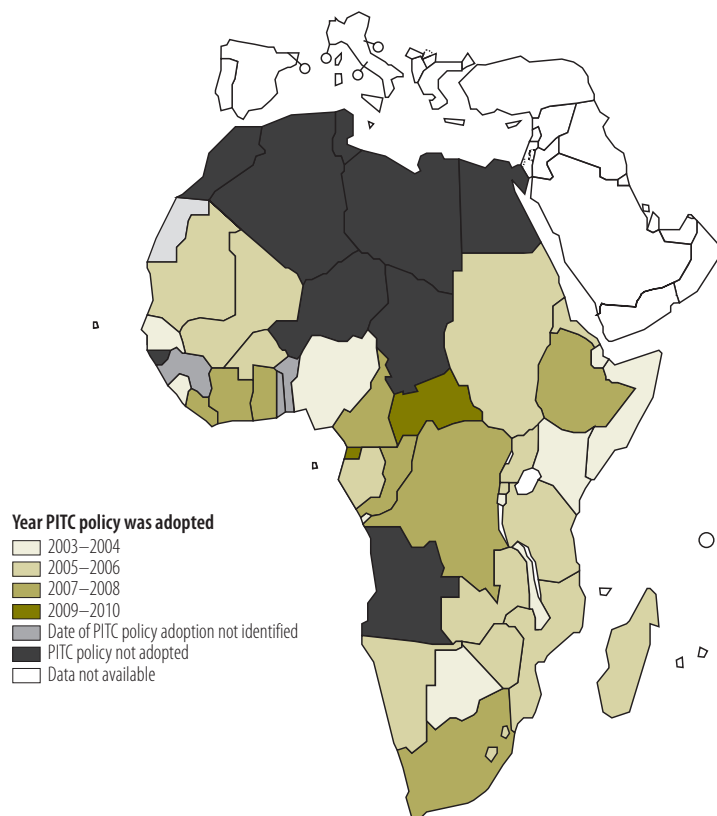 Year PITC policy was adopted
2003–2004
2005–2006
2007–2008
2009–2010
Date of PITC policy adoption not identified
PITC policy not adopted
Data not available